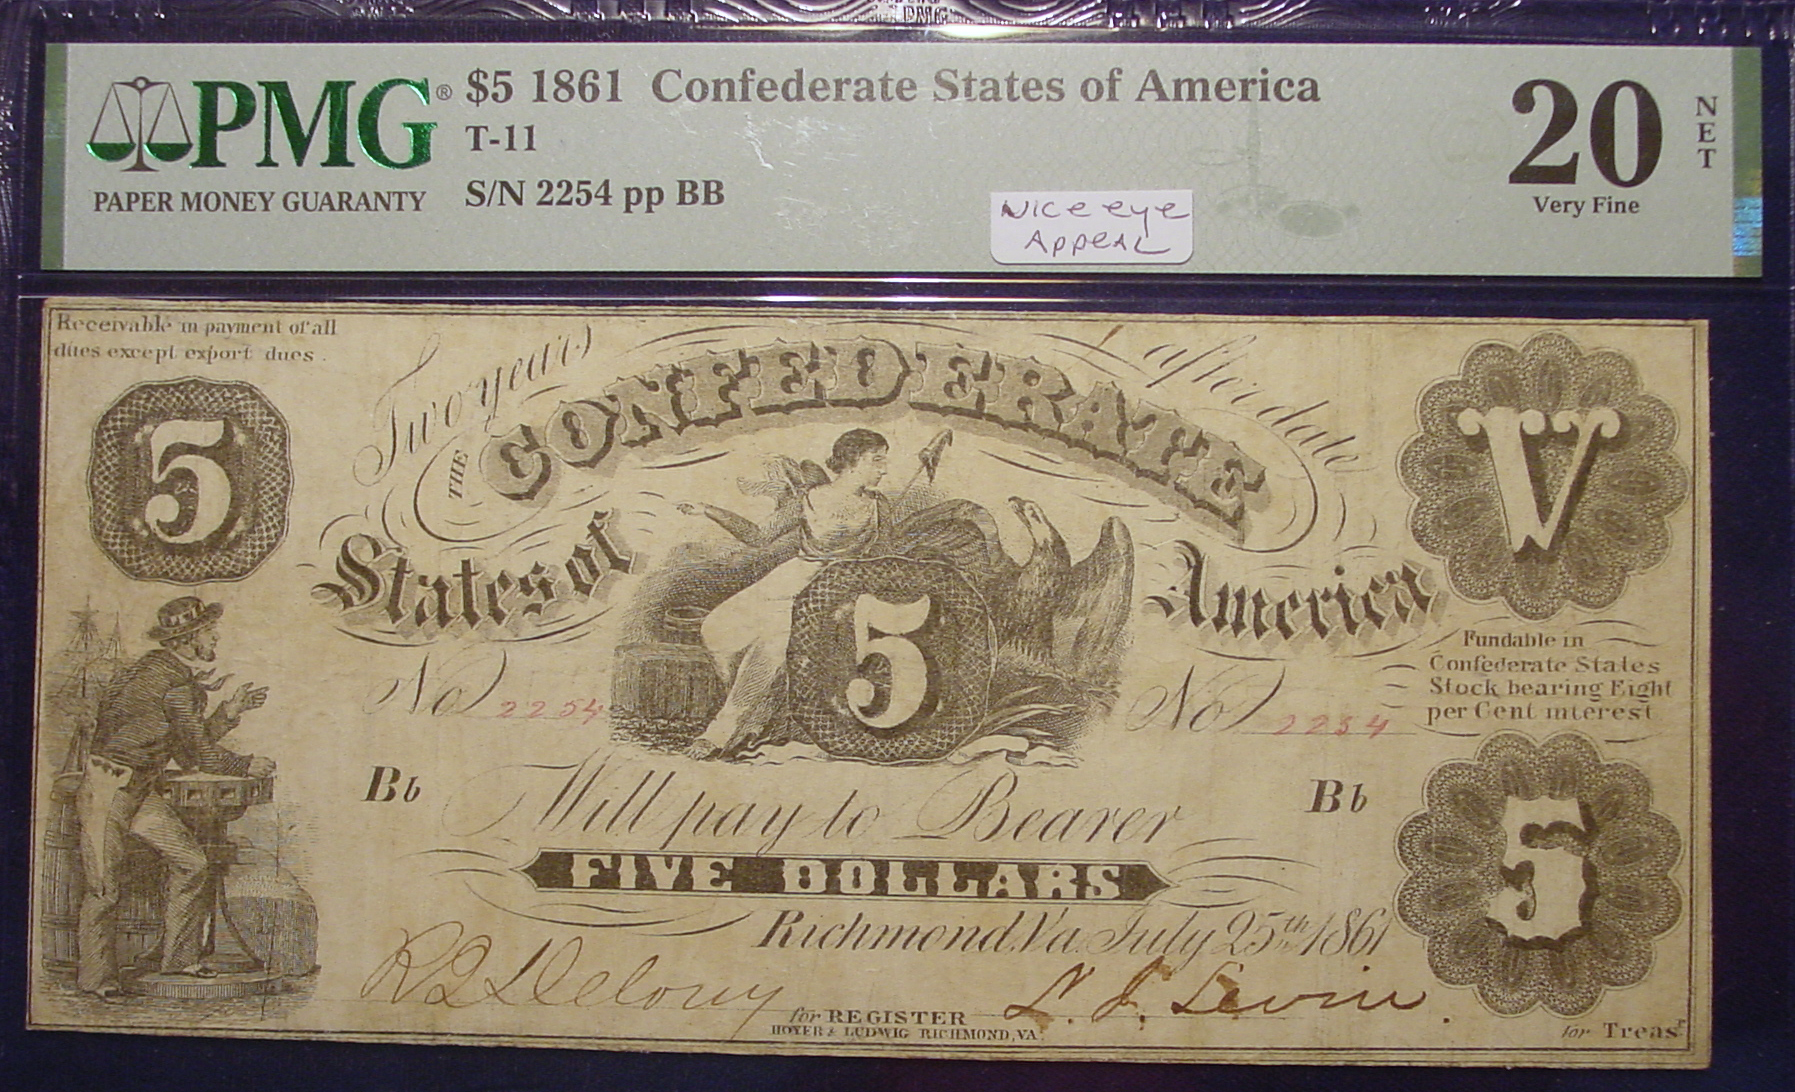 PMG
PMG®
PAPER MONEY GUARANTY
$5 1861 Confederate States of America
T-11
S/N 2254 pp BB
20
NET
Very Fine
NICE EYE
APPEAL
Receivable in payment of all
dues except export dues.
Two years after date
5
THE CONFEDERATE
V
States of America
5
Fundable in
Confederate States
Stock bearing Eight
per Cent interest
No 2254
No 2254
Bb
Bb
Will pay to Bearer
FIVE DOLLARS
5
Richmond, Va. July 25th 1861
L. J. Levin.
for REGISTER
HOYER & LUDWIG RICHMOND, VA.
for Treasr